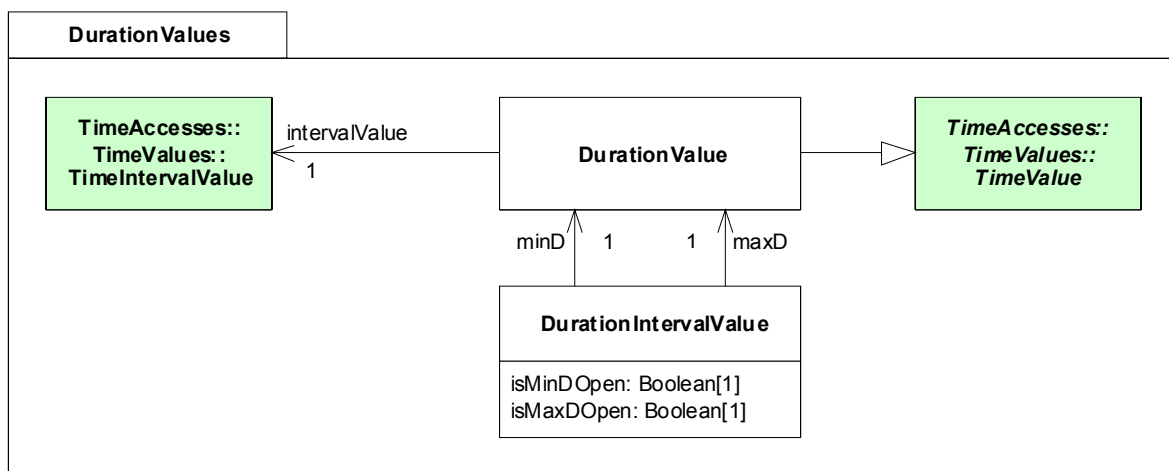 DurationValues
TimeAccesses::
TimeValues::
TimeIntervalValue
intervalValue
1
DurationValue
TimeAccesses::
TimeValues::
TimeValue
minD
1
1
maxD
DurationIntervalValue
isMinDOpen: Boolean[1]
isMaxDOpen: Boolean[1]